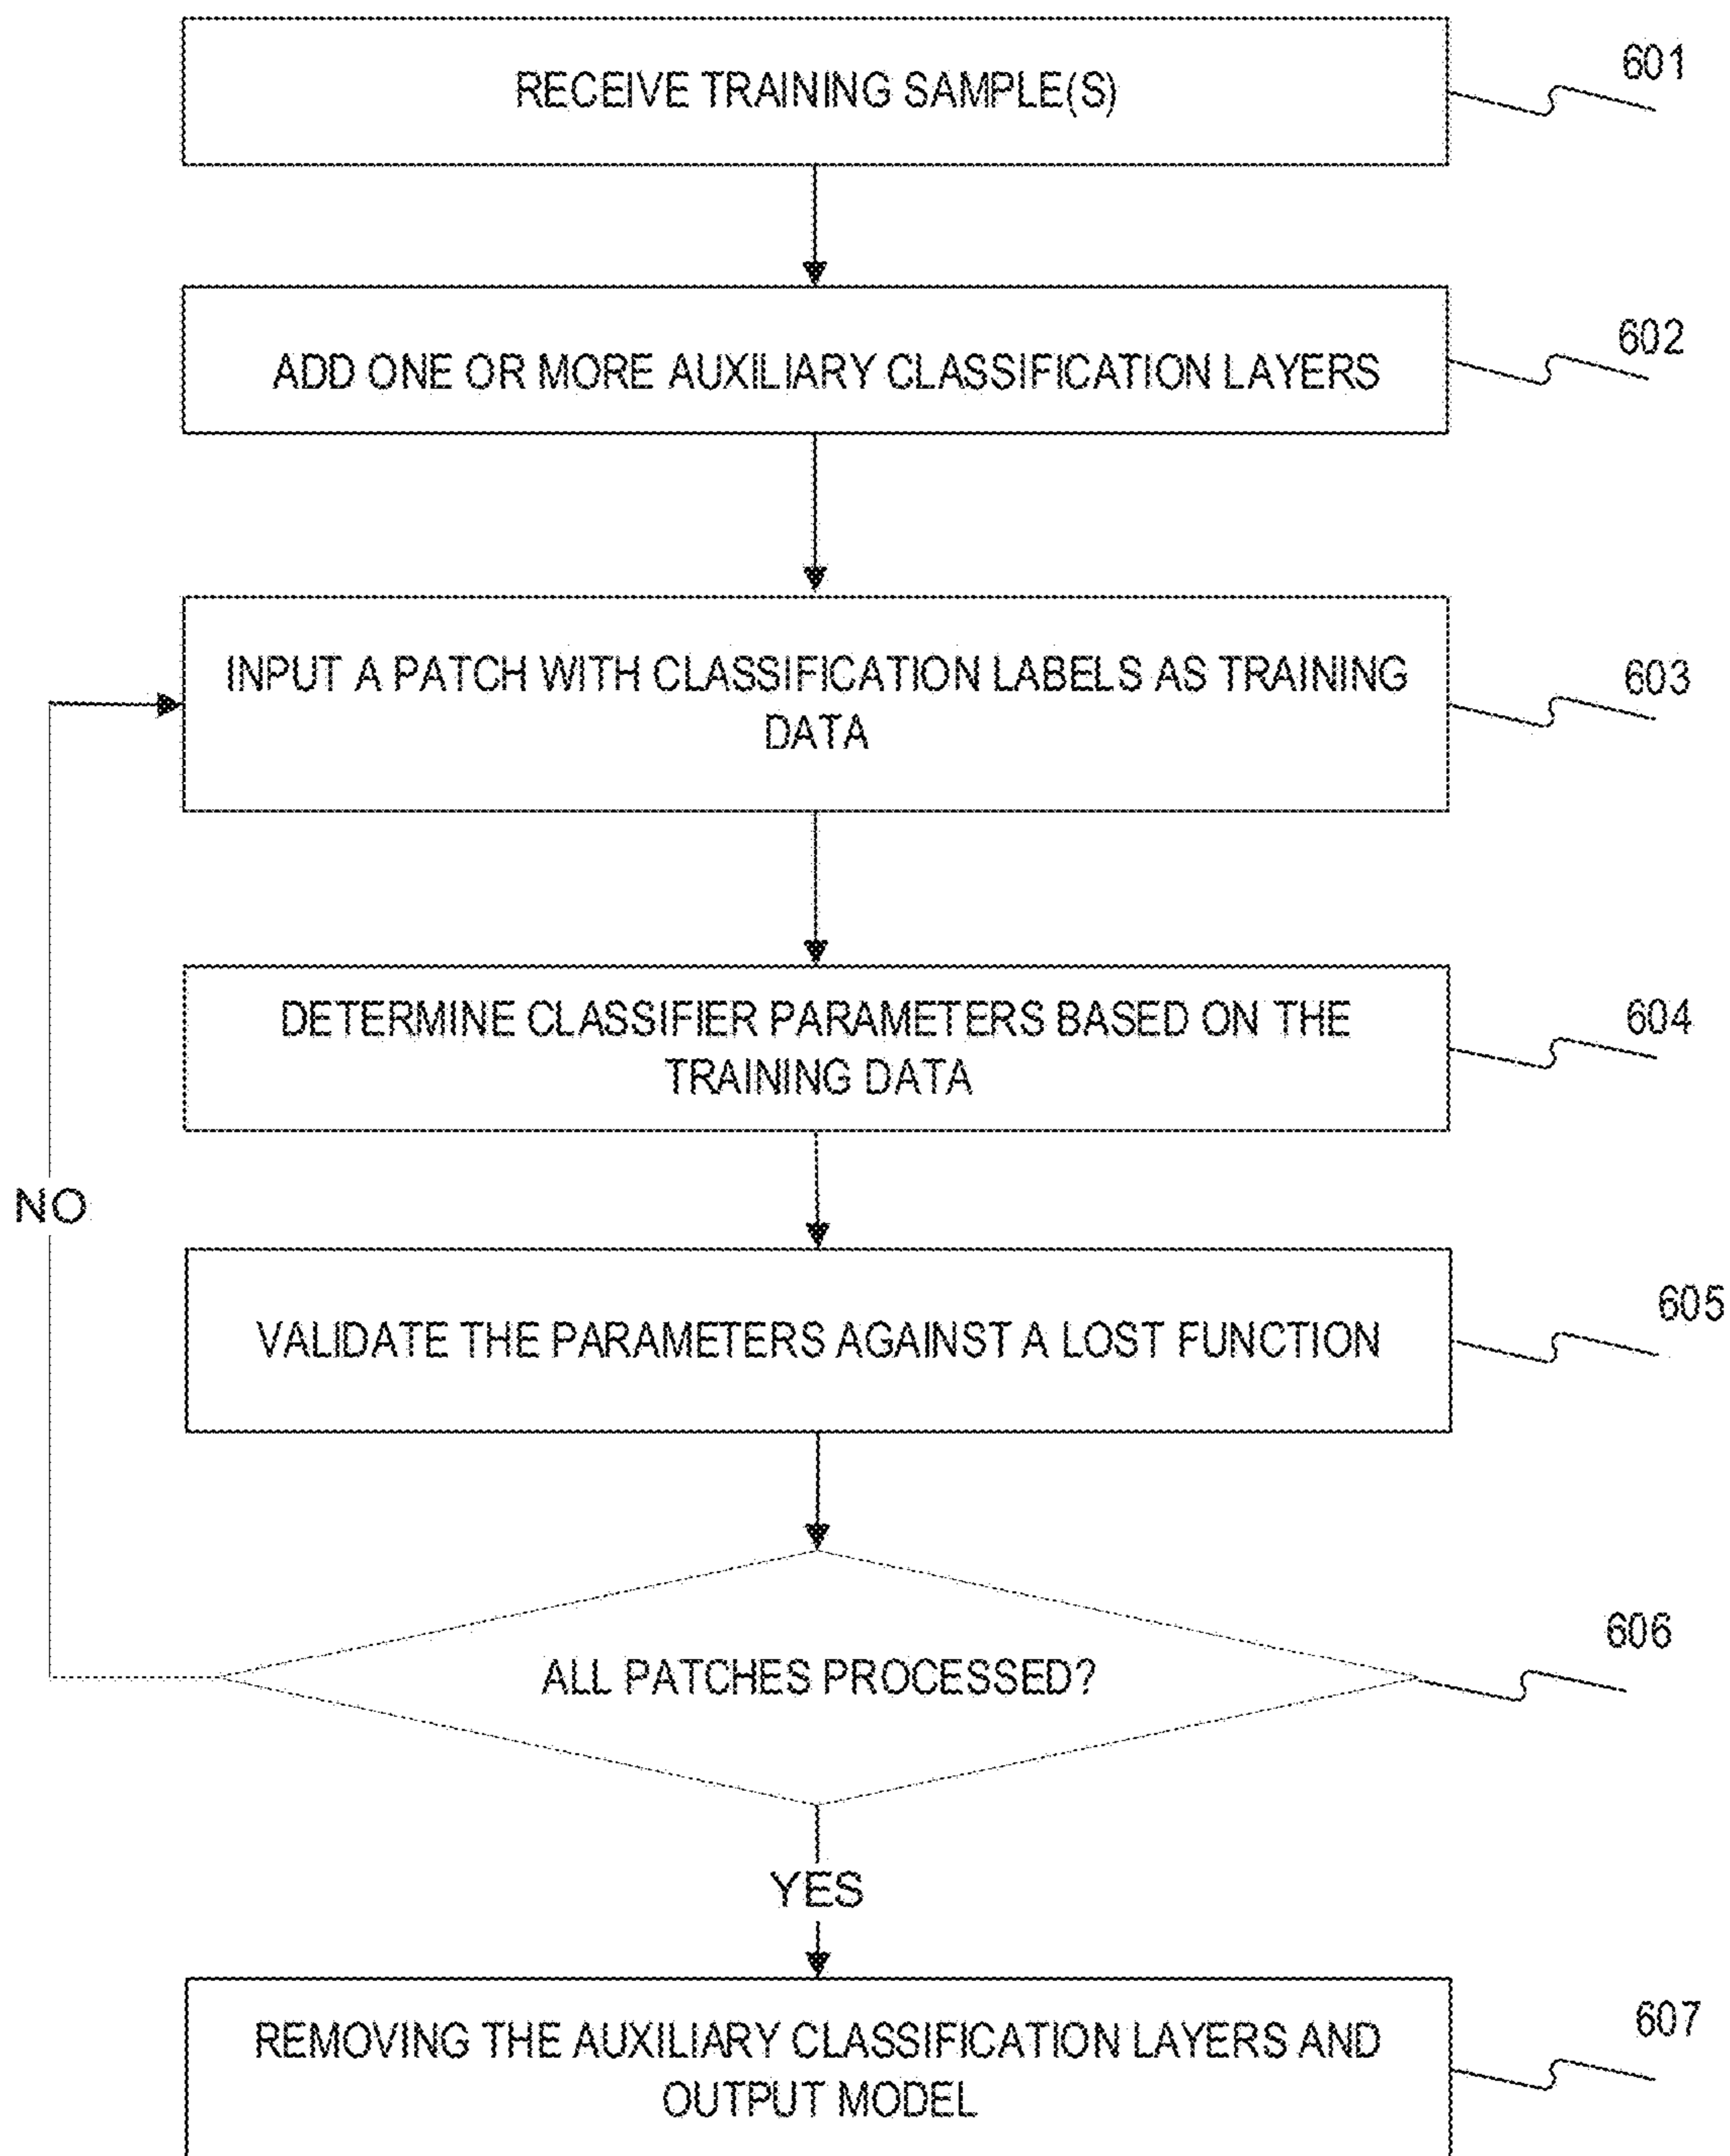 RECEIVE TRAINING SAMPLE(S)
601
ADD ONE OR MORE AUXILIARY CLASSIFICATION LAYERS
602
INPUT A PATCH WITH CLASSIFICATION LABELS AS TRAINING
DATA
603
DETERMINE CLASSIFIER PARAMETERS BASED ON THE
TRAINING DATA
604
NO
VALIDATE THE PARAMETERS AGAINST A LOST FUNCTION
605
ALL PATCHES PROCESSED?
606
YES
REMOVING THE AUXILIARY CLASSIFICATION LAYERS AND
OUTPUT MODEL
607